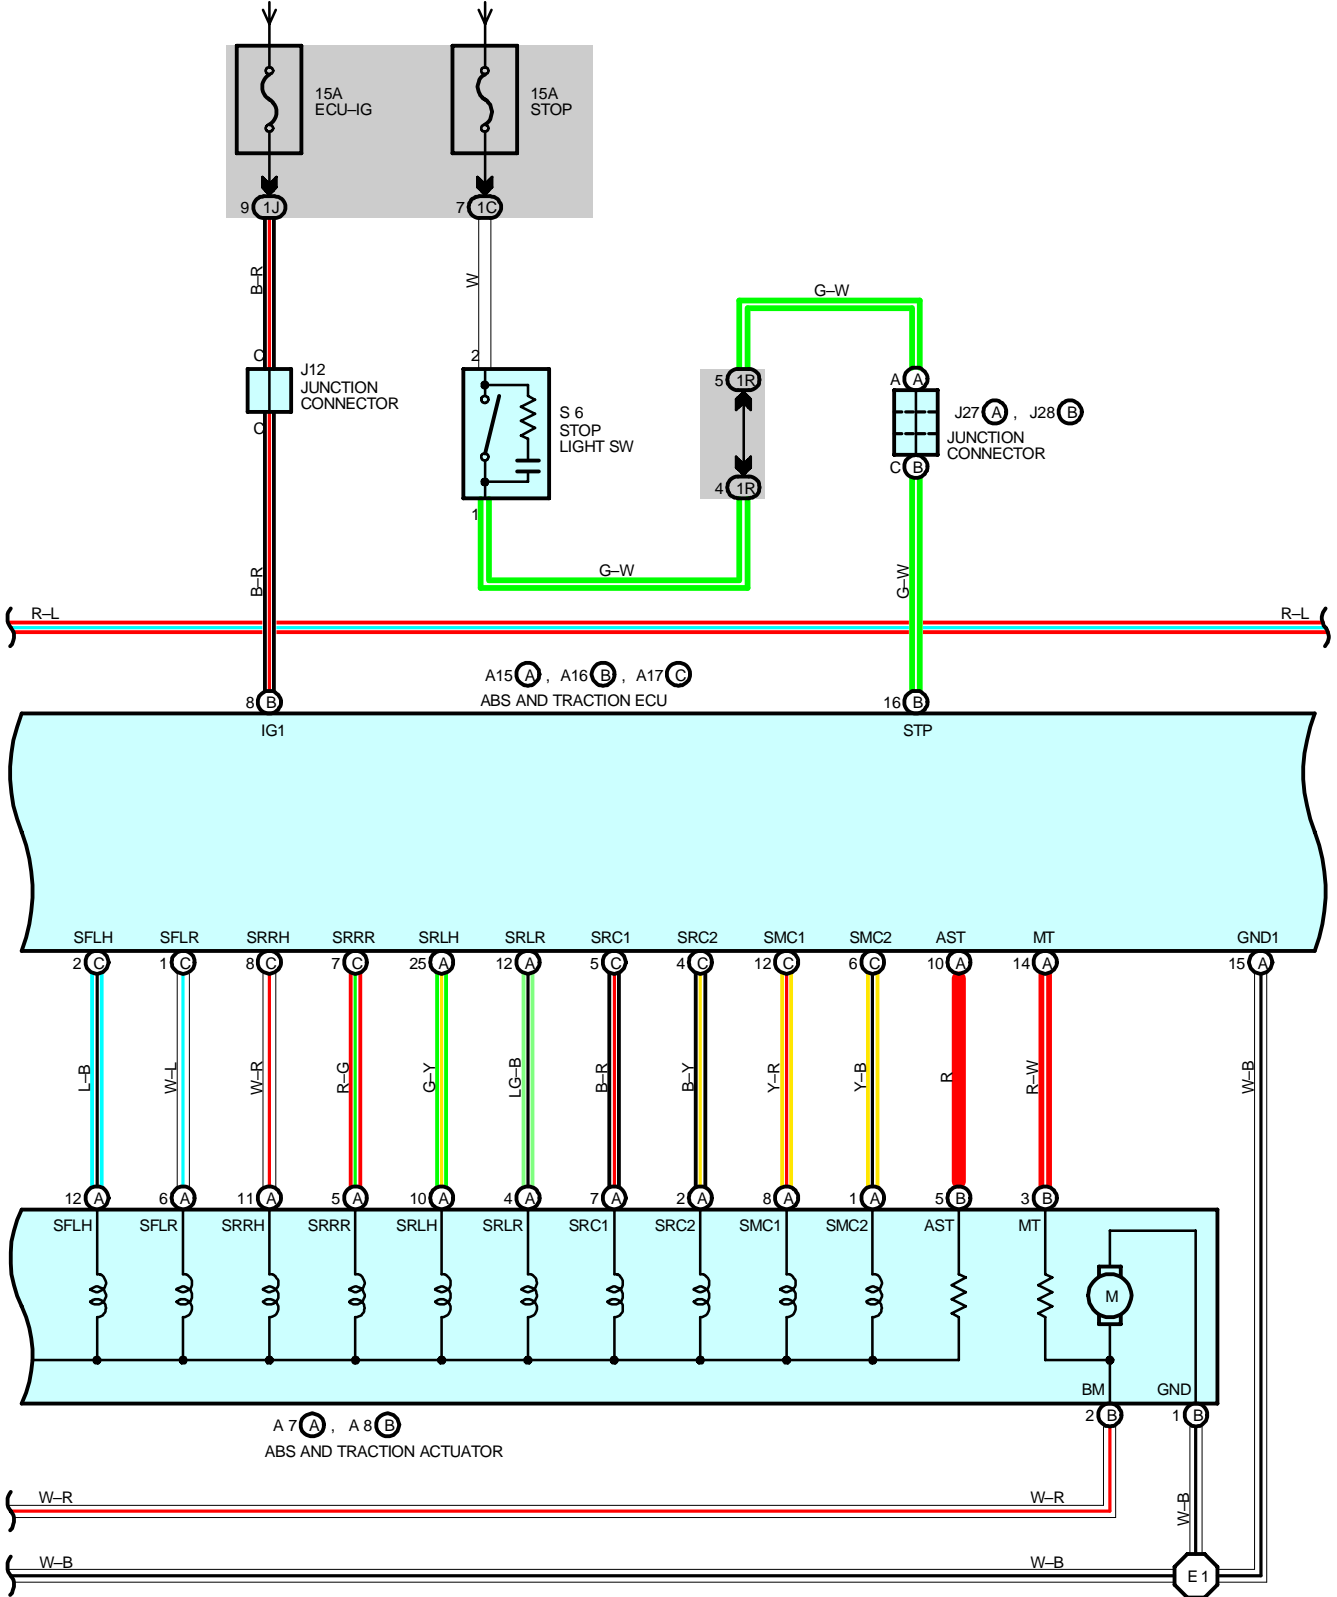 15A
ECU–IG
15A
STOP
9 1J
7 1C
B–R
W
G–W
C
2
J12
JUNCTION
CONNECTOR
C
S 6
STOP
LIGHT SW
1
5 1R
4 1R
A A
J27 A , J28 B
JUNCTION
CONNECTOR
C B
B–R
G–W
G–W
R–L
R–L
A15 A , A16 B , A17 C
ABS AND TRACTION ECU
8 B
16 B
IG1
STP
SFLH SFLR SRRH SRRR SRLH SRLR SRC1 SRC2 SMC1 SMC2 AST MT GND1
2 C 1 C 8 C 7 C 25 A 12 A 5 C 4 C 12 C 6 C 10 A 14 A 15 A
L–B W–L W–R R–G G–Y LG–B B–R B–Y Y–R Y–B R R–W W–B
12 A 6 A 11 A 5 A 10 A 4 A 7 A 2 A 8 A 1 A 5 B 3 B
SFLH SFLR SRRH SRRR SRLH SRLR SRC1 SRC2 SMC1 SMC2 AST MT
M
BM GND
2 B 1 B
A 7 A , A 8 B
ABS AND TRACTION ACTUATOR
W–R W–R
W–B
W–B W–B
E 1